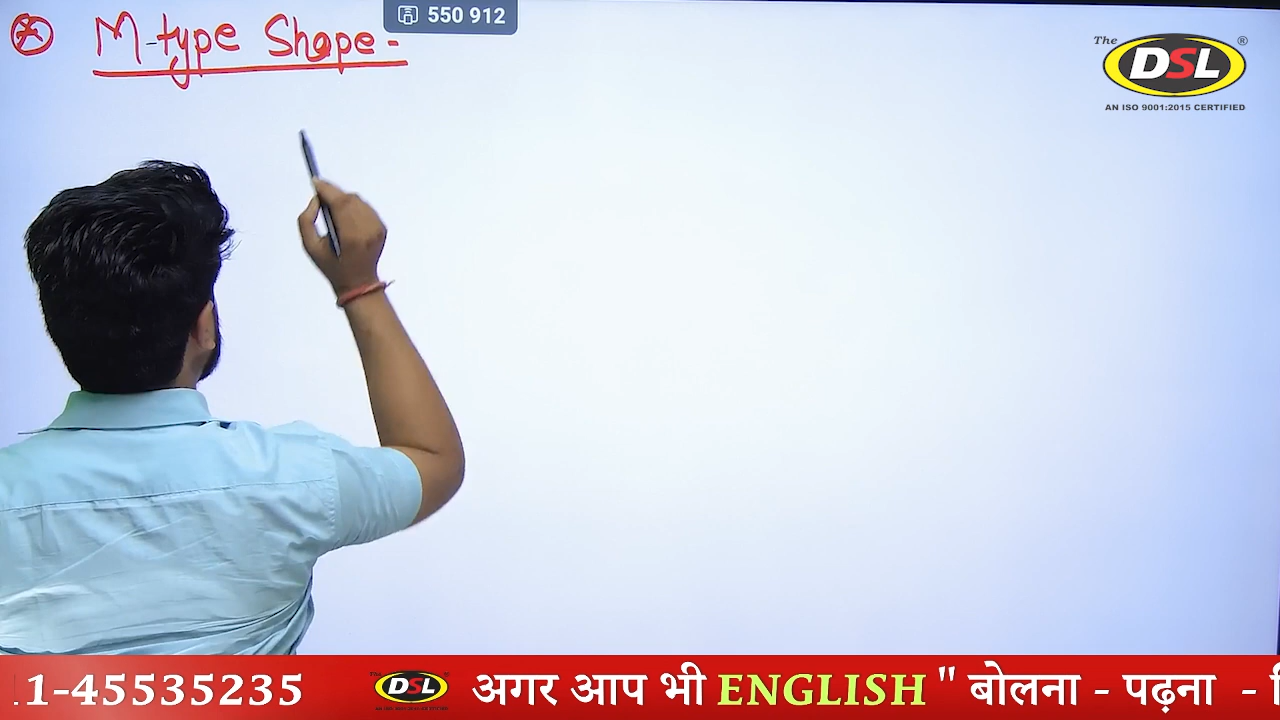 M-type Shape -
550 912
The DSL ®
AN ISO 9001:2015 CERTIFIED
1-45535235 The DSL अगर आप भी ENGLISH " बोलना - पढ़ना -